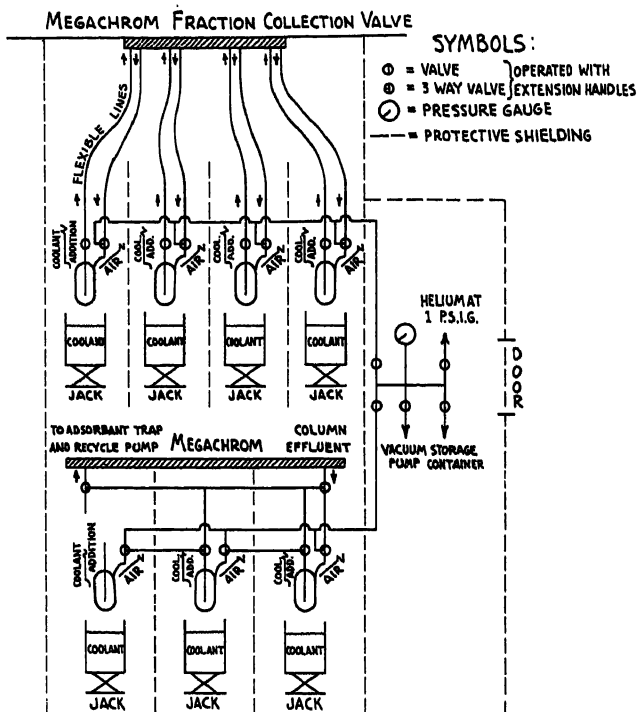 MEGACHROM FRACTION COLLECTION VALVE
SYMBOLS:
= VALVE
= 3 WAY VALVE
OPERATED WITH
EXTENSION HANDLES
= PRESSURE GAUGE
= PROTECTIVE SHIELDING
FLEXIBLE LINES
COOLANT
ADDITION
AIR
COOL
ADD.
AIR
COOL
ADD.
AIR
COOL
ADD.
AIR
COOLAND
COOLANT
COOLANT
COOLANT
JACK
JACK
JACK
JACK
HELIUM AT
1 P.S.I.G.
DOOR
VACUUM
PUMP
STORAGE
CONTAINER
TO ADSORBANT TRAP
AND RECYCLE PUMP
MEGACHROM
COLUMN
EFFLUENT
COOLANT
ADDITION
AIR
COOL
ADD.
AIR
COOL
ADD.
AIR
COOLANT
COOLANT
COOLANT
JACK
JACK
JACK